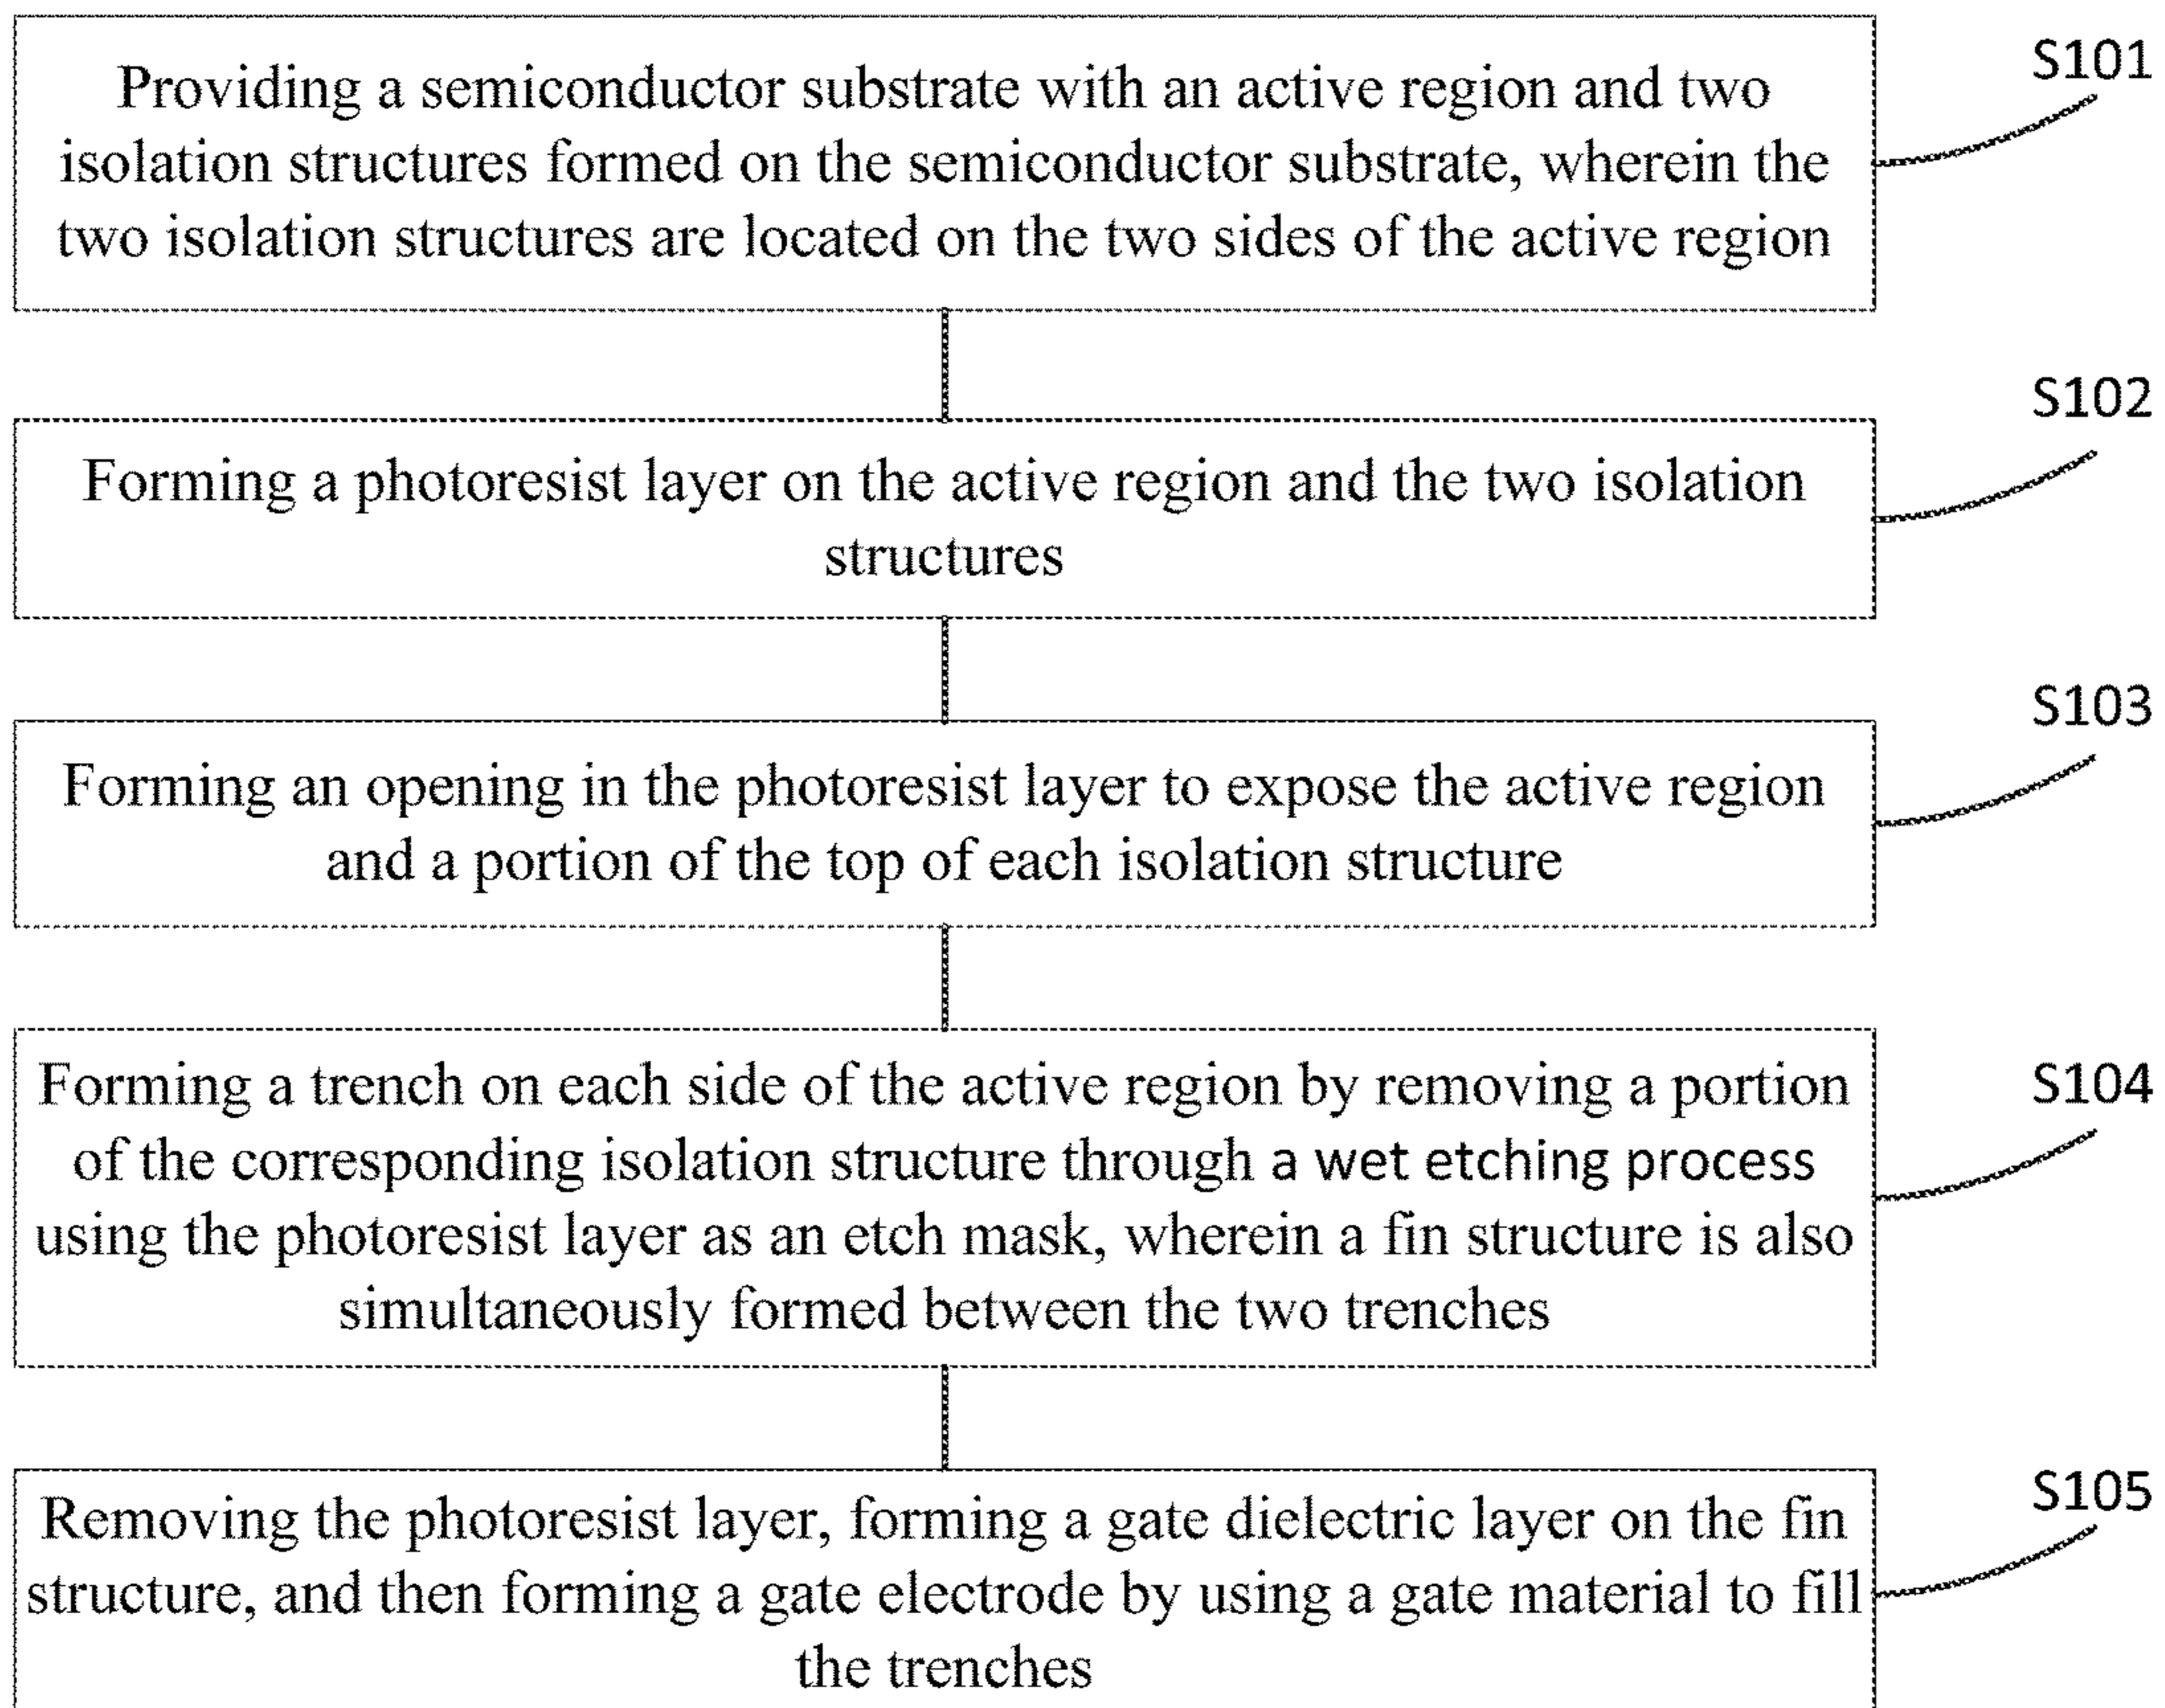 Providing a semiconductor substrate with an active region and two
isolation structures formed on the semiconductor substrate, wherein the
two isolation structures are located on the two sides of the active region
S101
Forming a photoresist layer on the active region and the two isolation
structures
S102
Forming an opening in the photoresist layer to expose the active region
and a portion of the top of each isolation structure
S103
Forming a trench on each side of the active region by removing a portion
of the corresponding isolation structure through a wet etching process
using the photoresist layer as an etch mask, wherein a fin structure is also
simultaneously formed between the two trenches
S104
Removing the photoresist layer, forming a gate dielectric layer on the fin
structure, and then forming a gate electrode by using a gate material to fill
the trenches
S105